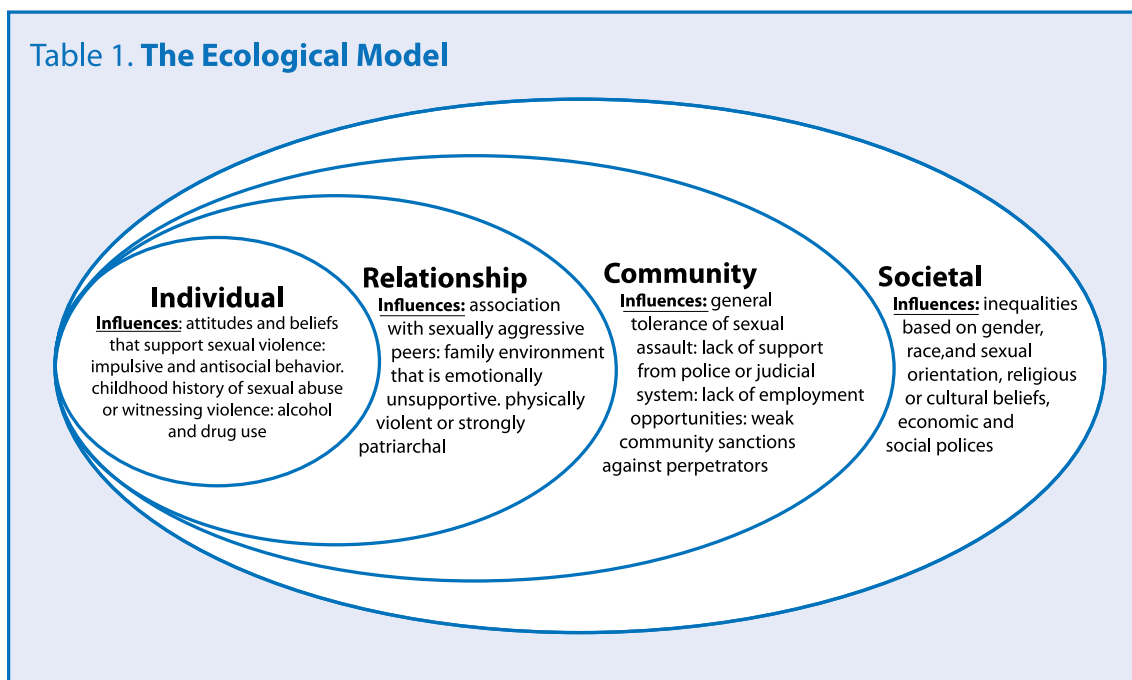 Table 1. The Ecological Model
Individual
Influences: attitudes and beliefs
that support sexual violence:
impulsive and antisocial behavior.
childhood history of sexual abuse
or witnessing violence: alcohol
and drug use
Relationship
Influences: association
with sexually aggressive
peers: family environment
that is emotionally
unsupportive. physically
violent or strongly
patriarchal
Community
Influences: general
tolerance of sexual
assault: lack of support
from police or judicial
system: lack of employment
opportunities: weak
community sanctions
against perpetrators
Societal
Influences: inequalities
based on gender,
race,and sexual
orientation, religious
or cultural beliefs,
economic and
social polices